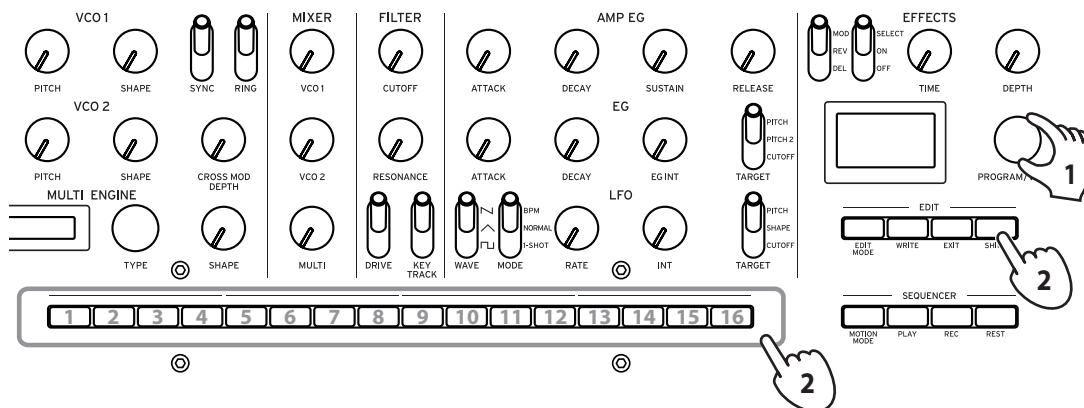 VCO 1 MIXER FILTER AMP EG EFFECTS
MOD SELECT
REV ON
DEL OFF
PITCH SHAPE SYNC RING VCO 1 CUTOFF ATTACK DECAY SUSTAIN RELEASE TIME DEPTH
VCO 2 EG
PITCH
PITCH 2
CUTOFF
PITCH SHAPE CROSS MOD DEPTH VCO 2 RESONANCE ATTACK DECAY EG INT TARGET PROGRAM/
1
MULTI ENGINE LFO EDIT
BPM
NORMAL
1-SHOT
PITCH
SHAPE
CUTOFF
TYPE SHAPE MULTI DRIVE KEY TRACK WAVE MODE RATE INT TARGET
EDIT MODE WRITE EXIT
2
1 2 3 4 5 6 7 8 9 10 11 12 13 14 15 16
SEQUENCER
MOTION MODE PLAY REC REST
2